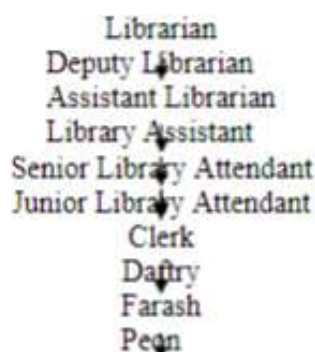 Librarian
Deputy Librarian
Assistant Librarian
Library Assistant
Senior Library Attendant
Junior Library Attendant
Clerk
Daftry
Farash
Peon